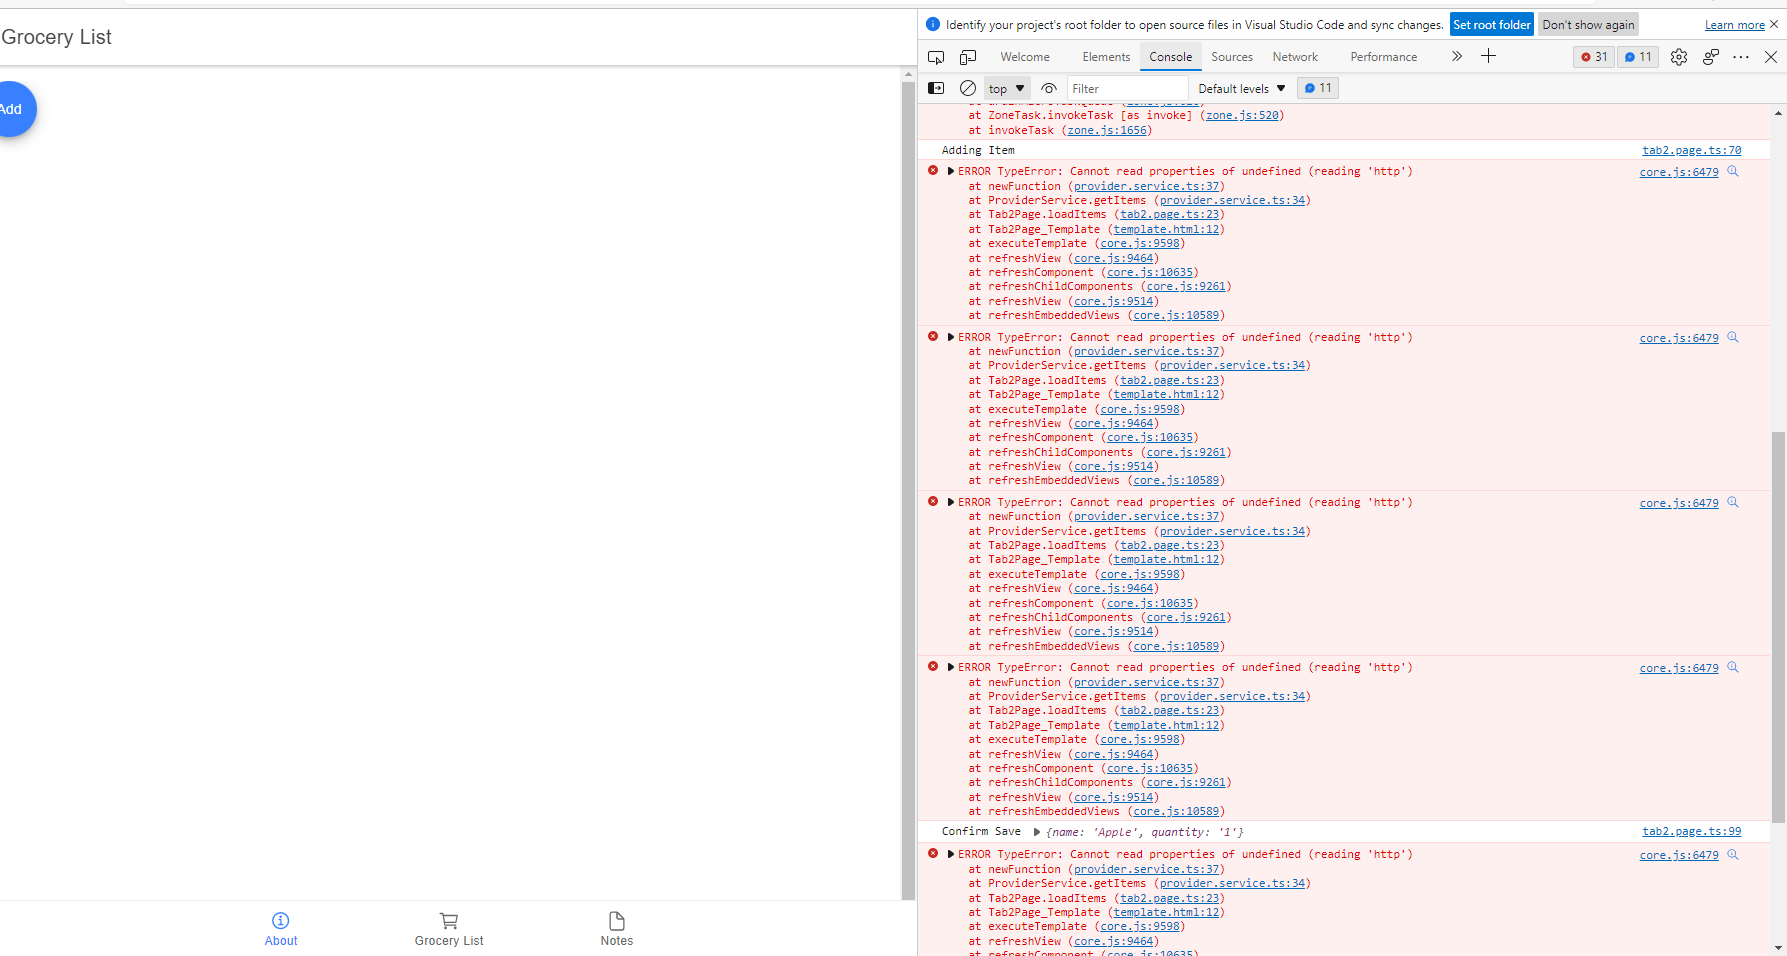 Grocery List
Add
About
Grocery List
Notes
Identify your project's root folder to open source files in Visual Studio Code and sync changes. Set root folder Don't show again Learn more
Welcome Elements Console Sources Network Performance 31 11
top Filter Default levels 11
at ZoneTask.invokeTask [as invoke] (zone.js:520)
at invokeTask (zone.js:1656)
Adding Item tab2.page.ts:70
ERROR TypeError: Cannot read properties of undefined (reading 'http') core.js:6479
at newFunction (provider.service.ts:37)
at ProviderService.getItems (provider.service.ts:34)
at Tab2Page.loadItems (tab2.page.ts:23)
at Tab2Page_Template (template.html:12)
at executeTemplate (core.js:9598)
at refreshView (core.js:9464)
at refreshComponent (core.js:10635)
at refreshChildComponents (core.js:9261)
at refreshView (core.js:9514)
at refreshEmbeddedViews (core.js:10589)
ERROR TypeError: Cannot read properties of undefined (reading 'http') core.js:6479
at newFunction (provider.service.ts:37)
at ProviderService.getItems (provider.service.ts:34)
at Tab2Page.loadItems (tab2.page.ts:23)
at Tab2Page_Template (template.html:12)
at executeTemplate (core.js:9598)
at refreshView (core.js:9464)
at refreshComponent (core.js:10635)
at refreshChildComponents (core.js:9261)
at refreshView (core.js:9514)
at refreshEmbeddedViews (core.js:10589)
ERROR TypeError: Cannot read properties of undefined (reading 'http') core.js:6479
at newFunction (provider.service.ts:37)
at ProviderService.getItems (provider.service.ts:34)
at Tab2Page.loadItems (tab2.page.ts:23)
at Tab2Page_Template (template.html:12)
at executeTemplate (core.js:9598)
at refreshView (core.js:9464)
at refreshComponent (core.js:10635)
at refreshChildComponents (core.js:9261)
at refreshView (core.js:9514)
at refreshEmbeddedViews (core.js:10589)
ERROR TypeError: Cannot read properties of undefined (reading 'http') core.js:6479
at newFunction (provider.service.ts:37)
at ProviderService.getItems (provider.service.ts:34)
at Tab2Page.loadItems (tab2.page.ts:23)
at Tab2Page_Template (template.html:12)
at executeTemplate (core.js:9598)
at refreshView (core.js:9464)
at refreshComponent (core.js:10635)
at refreshChildComponents (core.js:9261)
at refreshView (core.js:9514)
at refreshEmbeddedViews (core.js:10589)
Confirm Save {name: 'Apple', quantity: '1'} tab2.page.ts:99
ERROR TypeError: Cannot read properties of undefined (reading 'http') core.js:6479
at newFunction (provider.service.ts:37)
at ProviderService.getItems (provider.service.ts:34)
at Tab2Page.loadItems (tab2.page.ts:23)
at Tab2Page_Template (template.html:12)
at executeTemplate (core.js:9598)
at refreshView (core.js:9464)
at refreshComponent (core.js:10635)